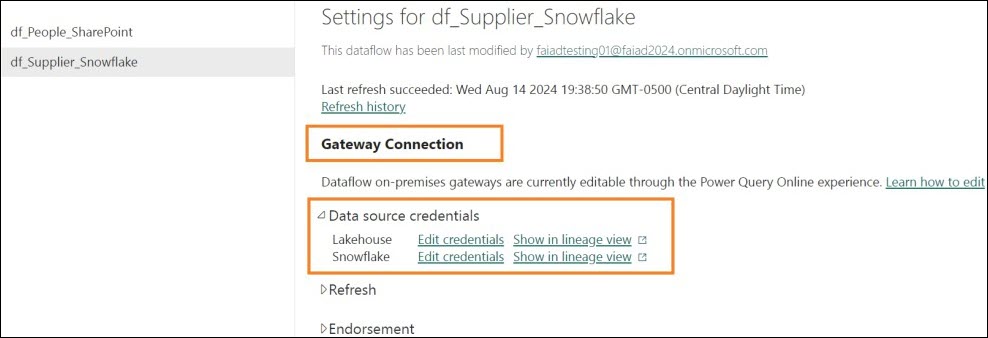 df_People_SharePoint
df_Supplier_Snowflake
Settings for df_Supplier_Snowflake
This dataflow has been last modified by faiadtesting01@faiad2024.onmicrosoft.com
Last refresh succeeded: Wed Aug 14 2024 19:38:50 GMT-0500 (Central Daylight Time)
Refresh history
Gateway Connection
Dataflow on-premises gateways are currently editable through the Power Query Online experience. Learn how to edit
Data source credentials
Lakehouse Edit credentials Show in lineage view
Snowflake Edit credentials Show in lineage view
Refresh
Endorsement